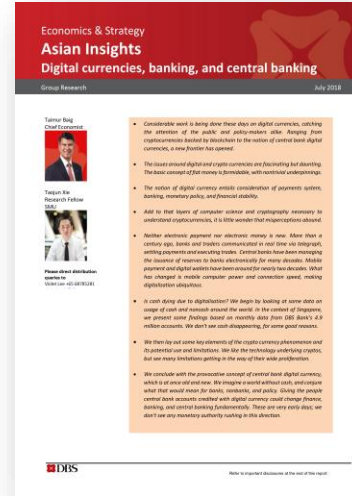 Economics & Strategy
Asian Insights
Digital currencies, banking, and central banking
Group Research
July 2018
Taimur Baig
Chief Economist
Taojun Xie
Research Fellow
SMU
Please direct distribution
queries to
Violet Lee +65 68785281
• Considerable work is being done these days on digital currencies, catching
the attention of the public and policy-makers alike. Ranging from
cryptocurrencies backed by blockchain to the notion of central bank digital
currencies, a new frontier has opened.
• The issues around digital and crypto currencies are fascinating but daunting.
The basic concept of fiat money is formidable, with nontrivial underpinnings.
• The notion of digital currency entails consideration of payments system,
banking, monetary policy, and financial stability.
• Add to that layers of computer science and cryptography necessary to
understand cryptocurrencies, it is little wonder that misperceptions abound.
• Neither electronic payment nor electronic money is new. More than a
century ago, banks and traders communicated in real time via telegraph,
settling payments and executing trades. Central banks have been managing
the issuance of reserves to banks electronically for many decades. Mobile
payment and digital wallets have been around for nearly two decades. What
has changed is mobile computer power and connection speed, making
digitalisation ubiquitous.
• Is cash dying due to digitalisation? We begin by looking at some data on
usage of cash and noncash around the world. In the context of Singapore,
we present some findings based on monthly data from DBS Bank's 4.9
million accounts. We don't see cash disappearing, for some good reasons.
• We then lay out some key elements of the crypto currency phenomenon and
its potential use and limitations. We like the technology underlying cryptos,
but see many limitations getting in the way of their wide proliferation.
• We conclude with the provocative concept of central bank digital currency,
which is at once old and new. We imagine a world without cash, and conjure
what that would mean for banks, nonbanks, and policy. Giving the people
central bank accounts credited with digital currency could change finance,
banking, and central banking fundamentally. These are very early days; we
don't see any monetary authority rushing in this direction.
DBS
Refer to important disclosures at the end of this report